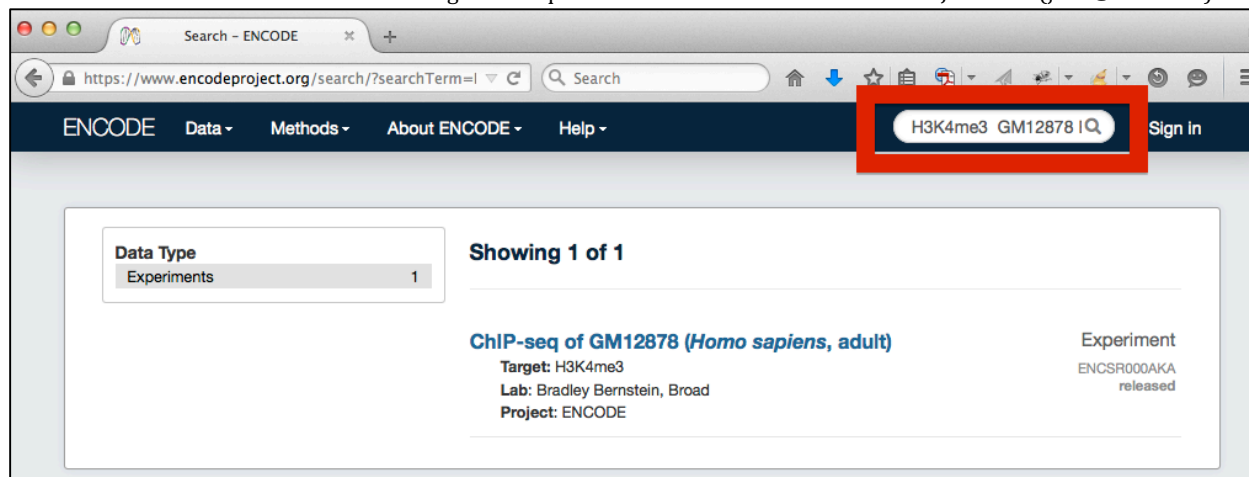 Search - ENCODE
https://www.encodeproject.org/search/?searchTerm=l
Search
ENCODE Data Methods About ENCODE Help
H3K4me3 GM12878 l
Sign in
Data Type
Experiments 1
Showing 1 of 1
ChIP-seq of GM12878 (Homo sapiens, adult)
Experiment
Target: H3K4me3
ENCSR000AKA
Lab: Bradley Bernstein, Broad
released
Project: ENCODE